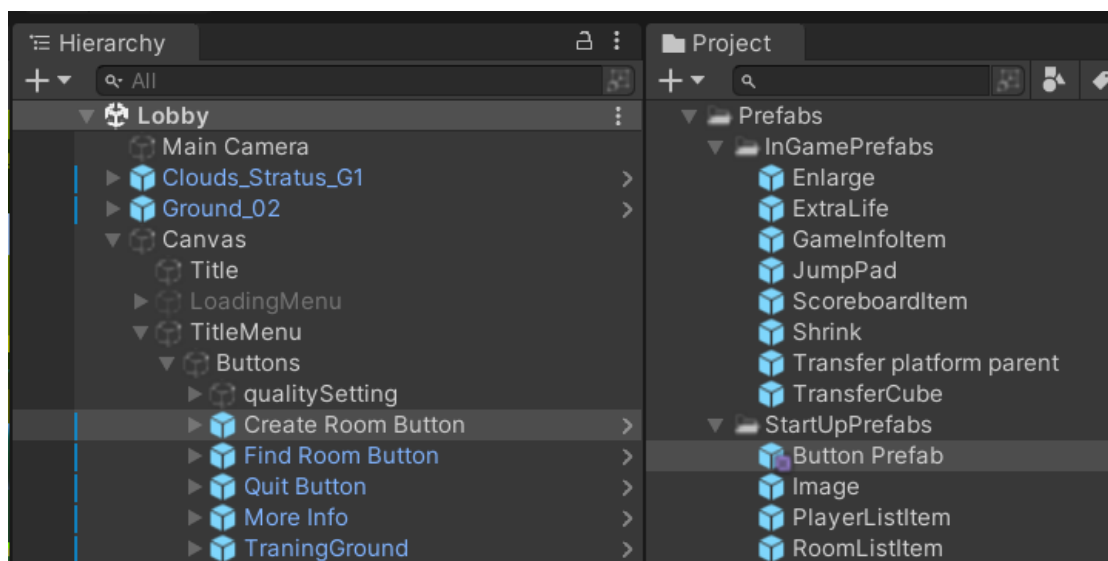 Hierarchy
All
Lobby
Main Camera
Clouds_Stratus_G1
Ground_02
Canvas
Title
LoadingMenu
TitleMenu
Buttons
qualitySetting
Create Room Button
Find Room Button
Quit Button
More Info
TraningGround
Project
Prefabs
InGamePrefabs
Enlarge
ExtraLife
GameInfoItem
JumpPad
ScoreboardItem
Shrink
Transfer platform parent
TransferCube
StartUpPrefabs
Button Prefab
Image
PlayerListItem
RoomListItem